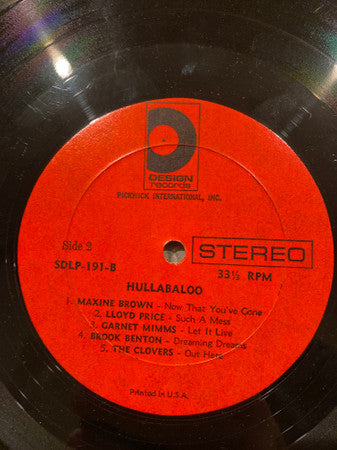 DESIGN
records
PICKWICK INTERNATIONAL, INC.
Side 2
STEREO
SDLP-191-B
33⅓ RPM
HULLABALOO
1. MAXINE BROWN - Now That You've Gone
2. LLOYD PRICE - Such A Mess
3. GARNET MIMMS - Let It Live
4. BROOK BENTON - Dreaming Dreams
5. THE CLOVERS - Out Here
Printed in U.S.A.